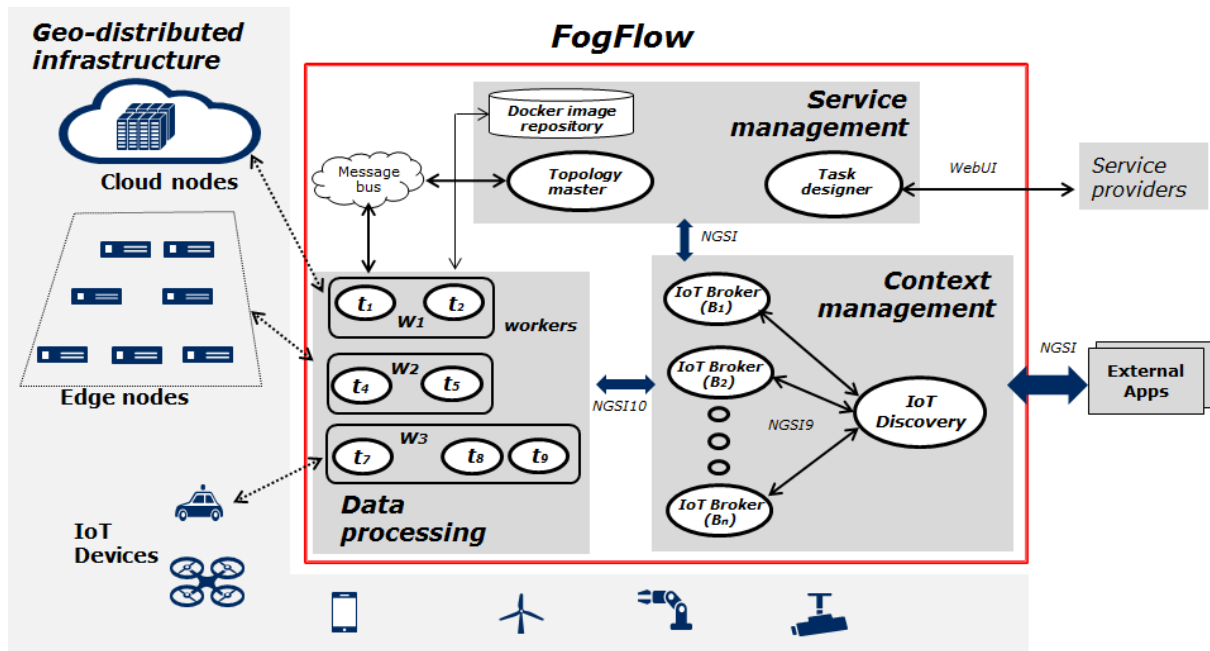 Geo-distributed
infrastructure
Cloud nodes
Edge nodes
IoT
Devices
FogFlow
Docker image
repository
Service
management
Message
bus
Topology
master
Task
designer
WebUI
Service
providers
NGSI
t1
t2
W1
workers
W2
t4
t5
W3
t7
t8
t9
Data
processing
NGSI10
Context
management
IoT Broker
(B1)
IoT Broker
(B2)
NGSI9
IoT
Discovery
IoT Broker
(Bn)
NGSI
External
Apps